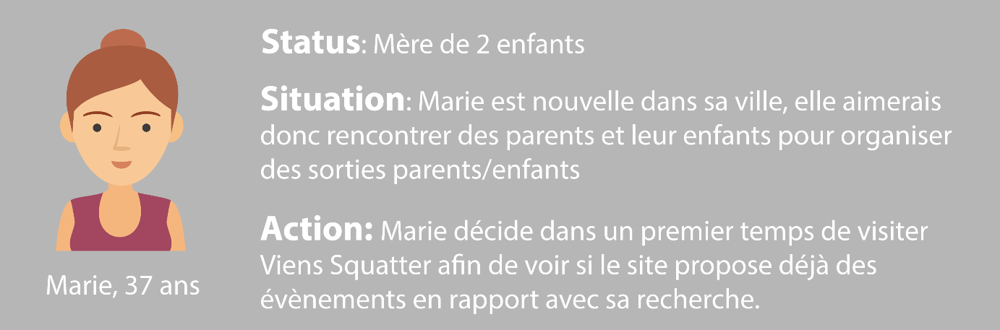 Status: Mère de 2 enfants
Situation: Marie est nouvelle dans sa ville, elle aimerais
donc rencontrer des parents et leur enfants pour organiser
des sorties parents/enfants
Action: Marie décide dans un premier temps de visiter
Viens Squatter afin de voir si le site propose déjà des
évènements en rapport avec sa recherche.
Marie, 37 ans